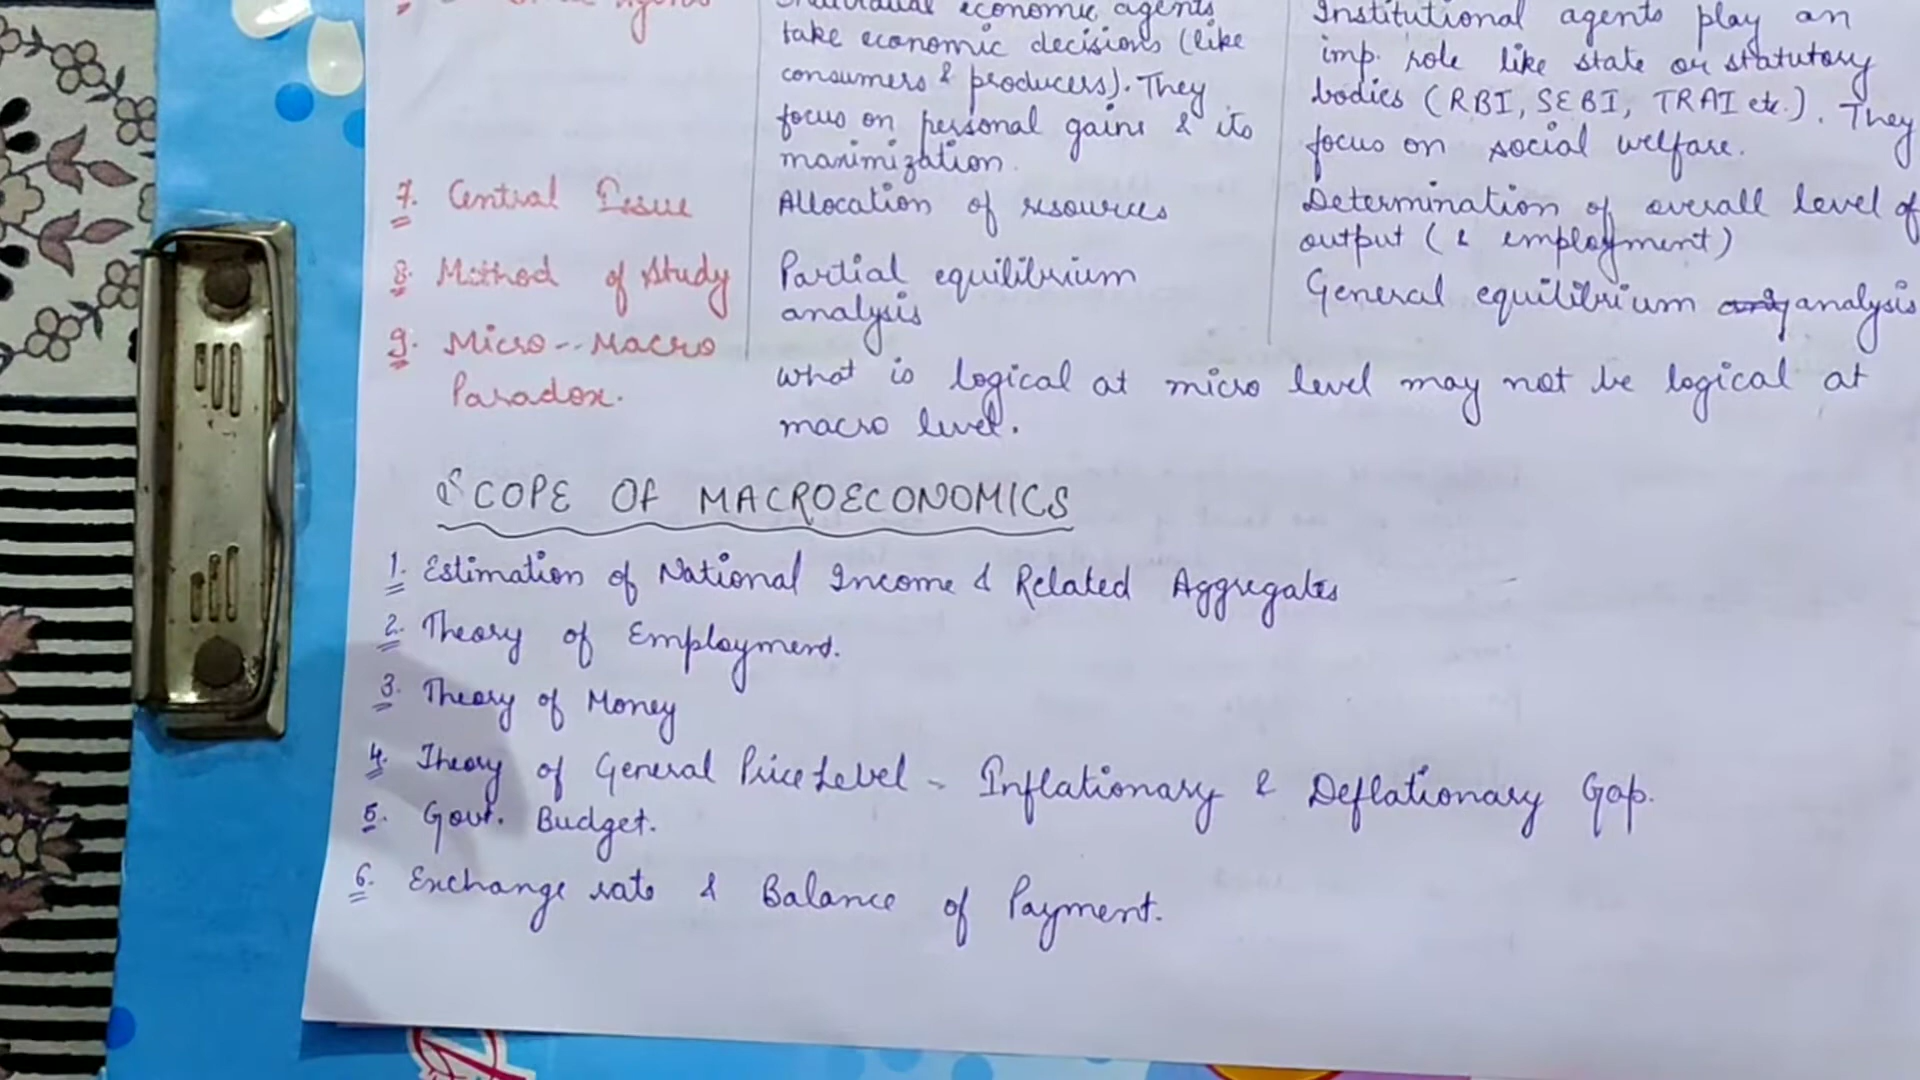 economic agents
take economic decisions (like
consumers & producers). They
focus on personal gains & its
maximization.
Institutional agents play an
imp. role like state or statutory
bodies (RBI, SEBI, TRAI etc.). They
focus on social welfare.
7. Central Issue
Allocation of resources
Determination of overall level of
output ( & employment)
8. Method of Study
Partial equilibrium
analysis
General equilibrium analysis
9. Micro--Macro
Paradox.
What is logical at micro level may not be logical at
macro level.
SCOPE OF MACROECONOMICS
1. Estimation of National Income & Related Aggregates
2. Theory of Employment.
3. Theory of Money
4. Theory of General Price Level - Inflationary & Deflationary Gap.
5. Govt. Budget.
6. Exchange rate & Balance of Payment.